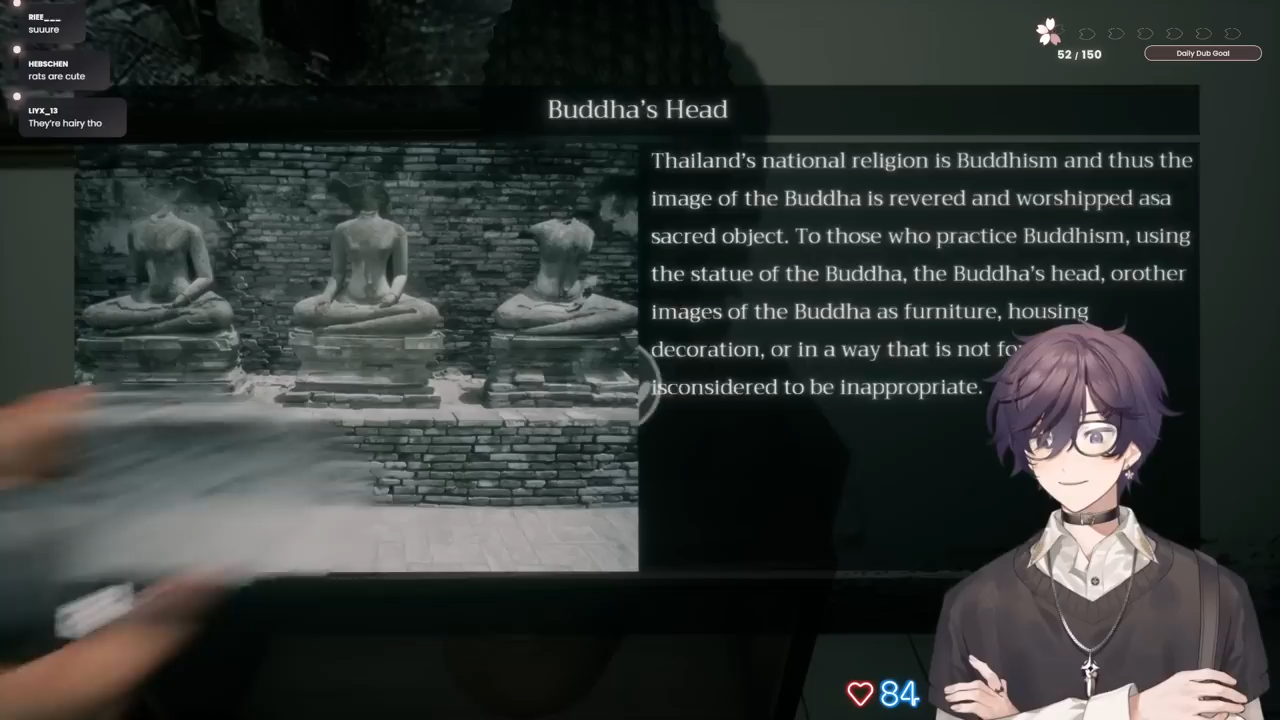 RIEE___
suuure
HEBSCHEN
rats are cute
LIYX_13
They're hairy tho
52 / 150
Daily Dub Goal
Buddha's Head
Thailand's national religion is Buddhism and thus the
image of the Buddha is revered and worshipped asa
sacred object. To those who practice Buddhism, using
the statue of the Buddha, the Buddha's head, orother
images of the Buddha as furniture, housing
decoration, or in a way that is not
isconsidered to be inappropriate.
84